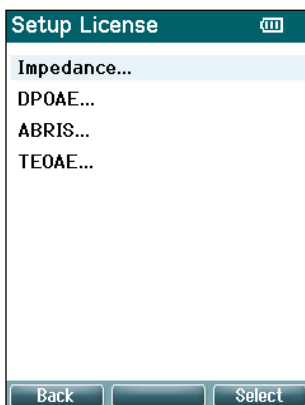 Setup License
Impedance...
DPOAE...
ABRIS...
TEOAE...
Back Select